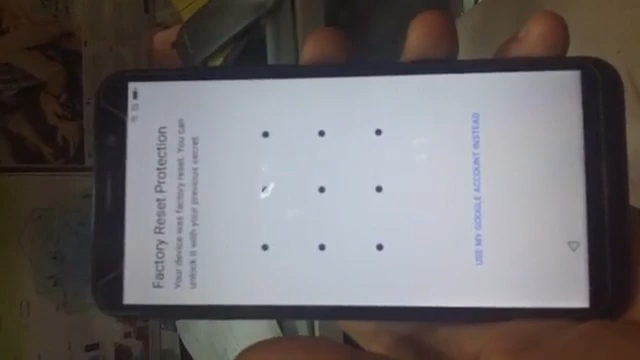 Factory Reset Protection
Your device was factory reset. You can
unlock it with your previous secret.
USE MY GOOGLE ACCOUNT INSTEAD